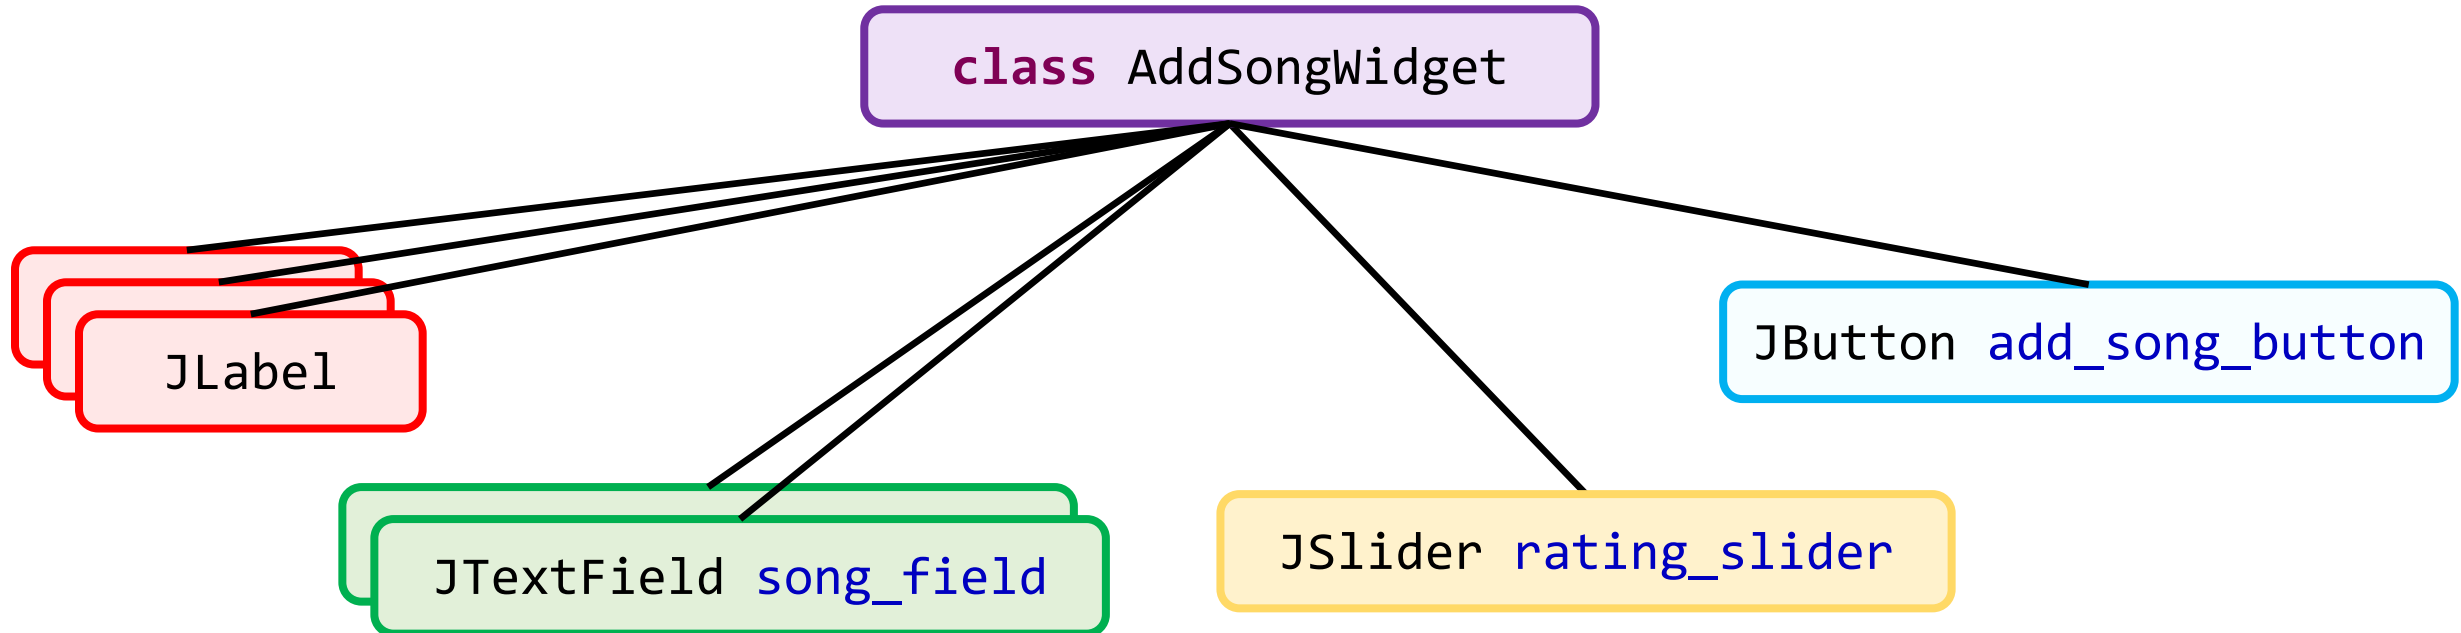 class AddSongWidget
JLabel
JButton add_song_button
JTextField song_field
JSlider rating_slider